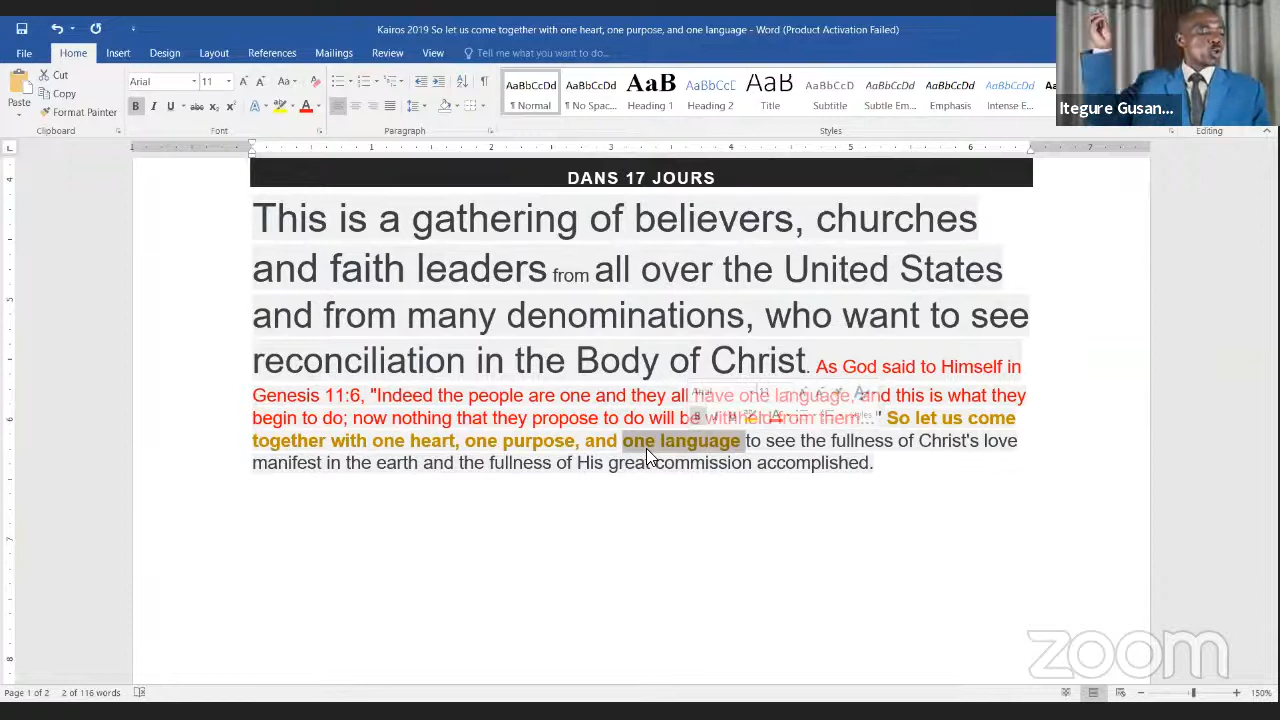 Kairos 2019 So let us come together with one heart, one purpose, and one language - Word (Product Activation Failed)
File Home Insert Design Layout References Mailings Review View Tell me what you want to do...
Cut
Copy
Paste
Format Painter
Arial 11
AaBbCcDd AaBbCcDd AaB AaBbCcD AaB AaBbCcD AaBbCcDd AaBbCcDd AaBbCcDd
¶ Normal ¶ No Spac... Heading 1 Heading 2 Title Subtitle Subtle Em... Emphasis Intense E...
Clipboard Font Paragraph Styles Editing
Itegure Gusan...
DANS 17 JOURS
This is a gathering of believers, churches
and faith leaders from all over the United States
and from many denominations, who want to see
reconciliation in the Body of Christ. As God said to Himself in
Genesis 11:6, "Indeed the people are one and they all have one language, and this is what they
begin to do; now nothing that they propose to do will be withheld from them..." So let us come
together with one heart, one purpose, and one language to see the fullness of Christ's love
manifest in the earth and the fullness of His great commission accomplished.
zoom
Page 1 of 2 2 of 116 words 150%